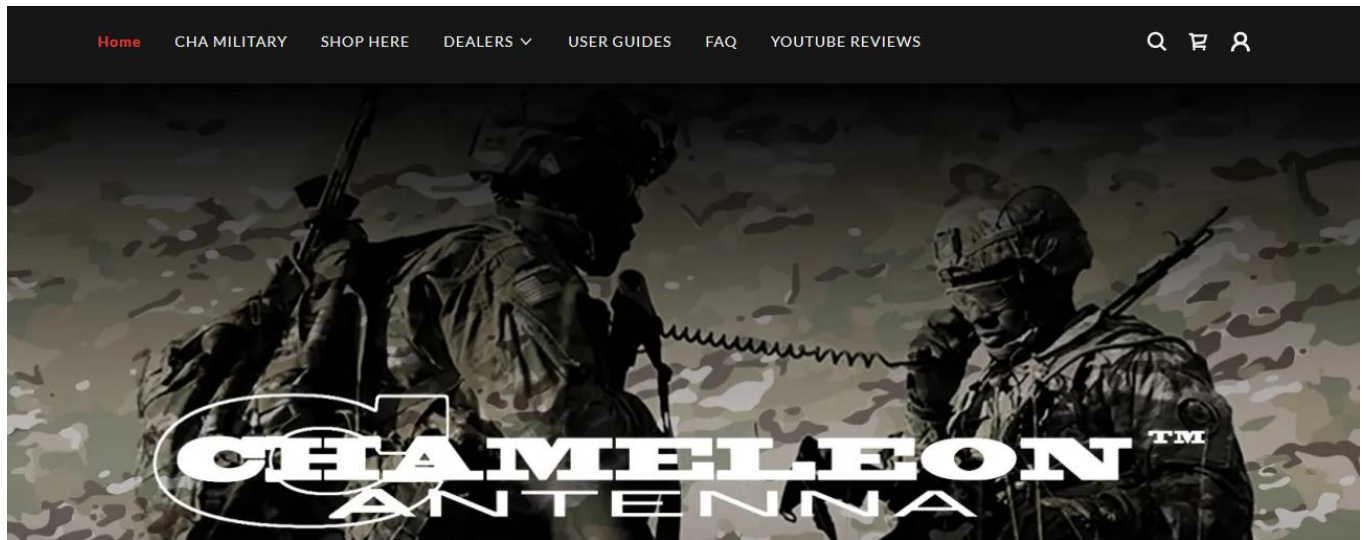 Home CHA MILITARY SHOP HERE DEALERS USER GUIDES FAQ YOUTUBE REVIEWS
CHAMELEON™
ANTENNA